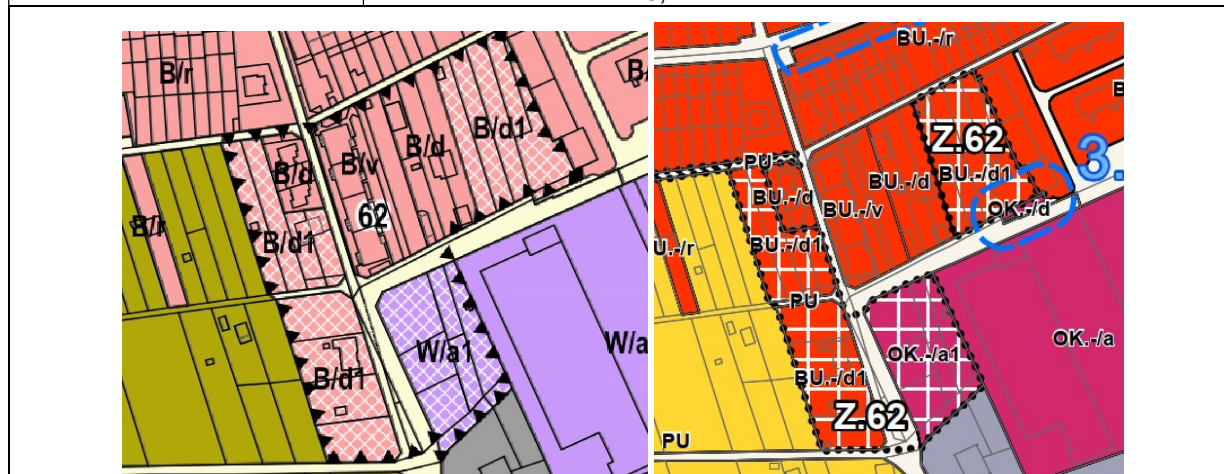 B/r
B/
B/d1
B/d
B/v
B/d
B/r
62
B/d1
W/a1
W/a
B/d1
BU.-/r
B
Z.62
3.
PU
BU.-/d1
BU.-/d
BU.-/d
BU.-/v
OK.-/d
U.-/r
BU.-/d1
PU
OK.-/a1
OK.-/a
BU.-/d1
Z.62
PU